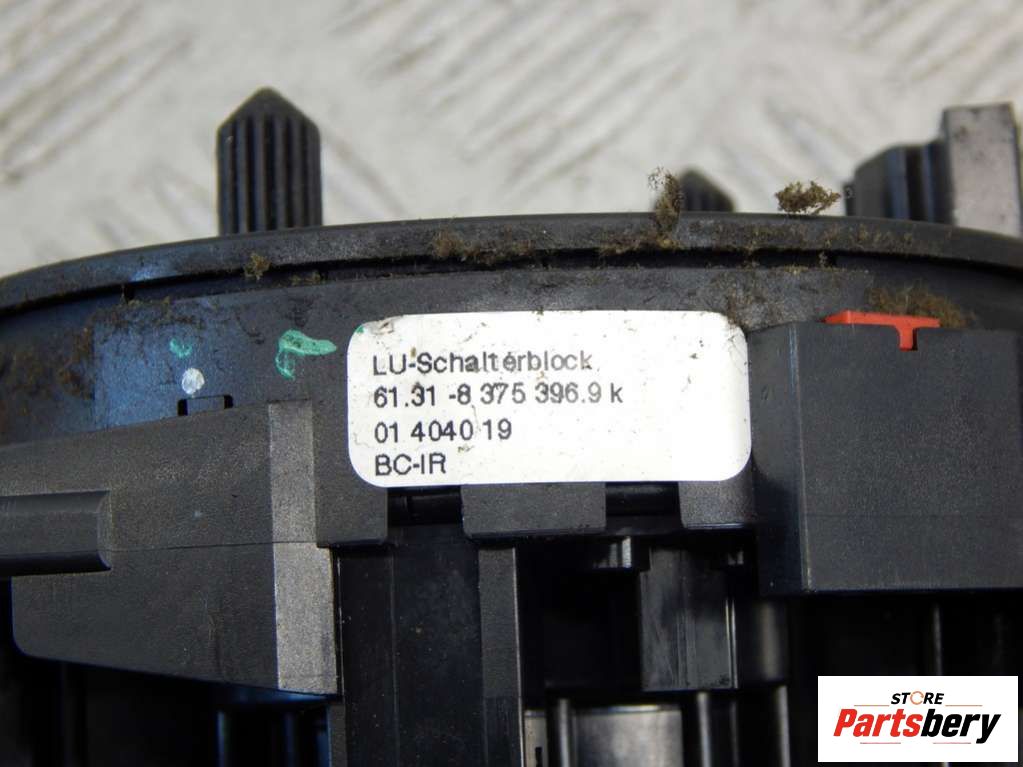 LU-Schalterblock
61.31 -8 375 396.9 k
01 4040 19
BC-IR
STORE
Partsbery